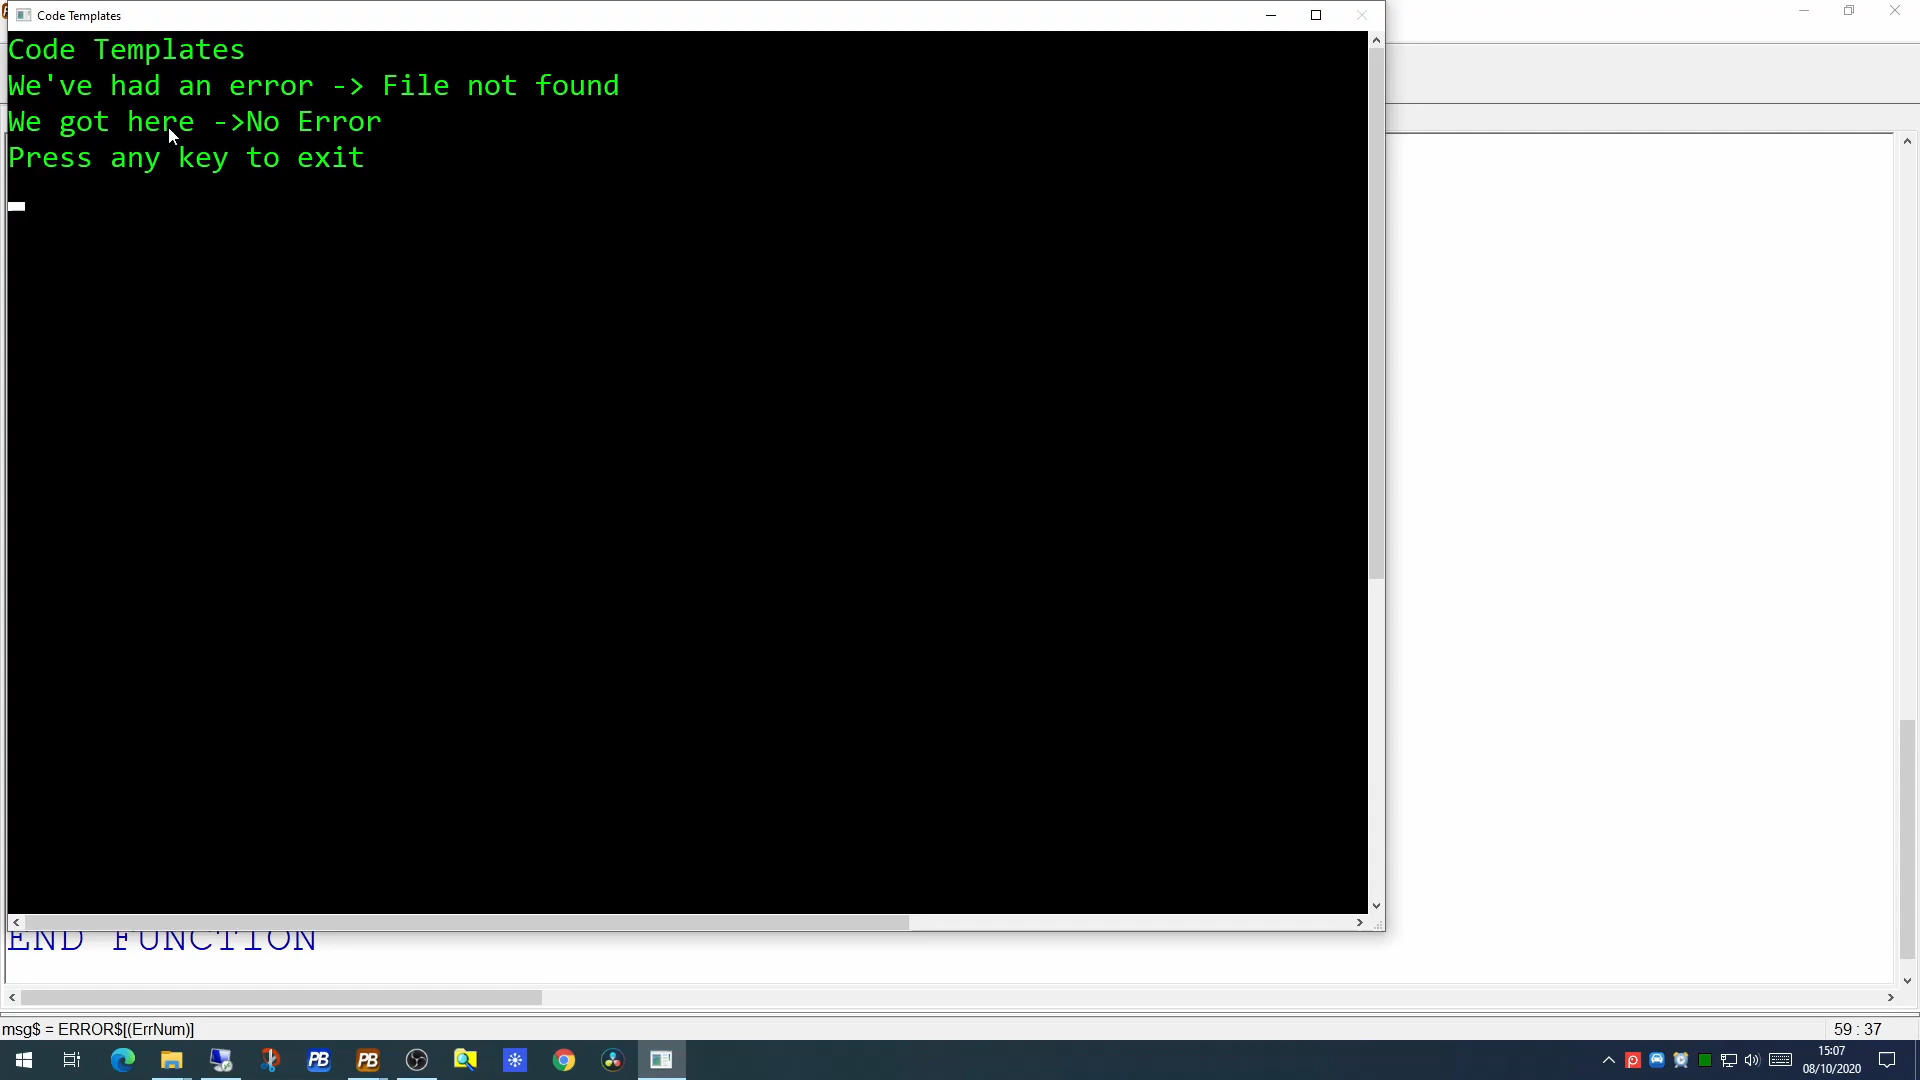 Code Templates
Code Templates
We've had an error -> File not found
We got here ->No Error
Press any key to exit
END FUNCTION
msg$ = ERROR$[(ErrNum)]
59 : 37
PB
PB
15:07
08/10/2020